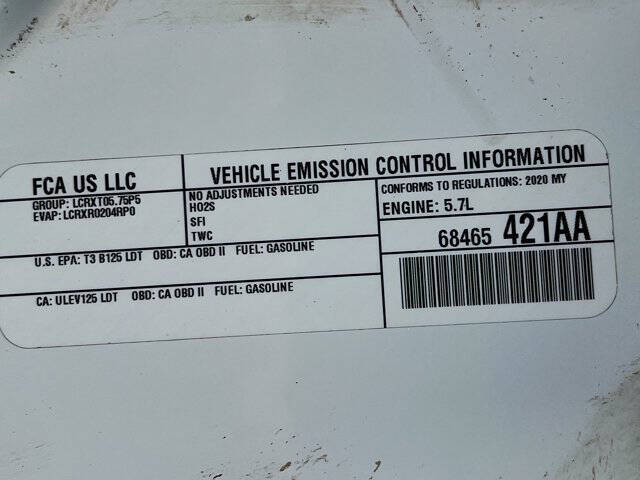 FCA US LLC
GROUP: LCRXT05.75P5
EVAP: LCRXR0204RP0
VEHICLE EMISSION CONTROL INFORMATION
NO ADJUSTMENTS NEEDED
HO2S
SFI
TWC
CONFORMS TO REGULATIONS: 2020 MY
ENGINE: 5.7L
68465 421AA
U.S. EPA: T3 B125 LDT OBD: CA OBD II FUEL: GASOLINE
CA: ULEV125 LDT OBD: CA OBD II FUEL: GASOLINE